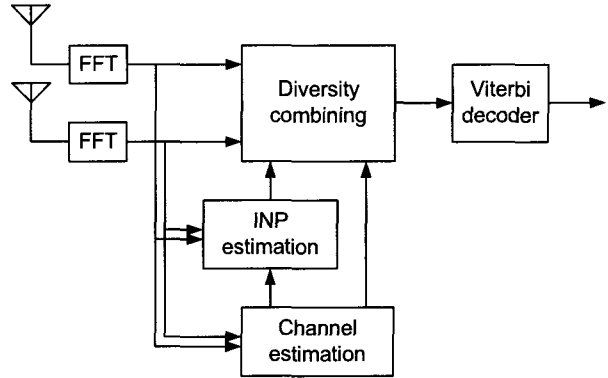 FFT
FFT
Diversity
combining
Viterbi
decoder
INP
estimation
Channel
estimation